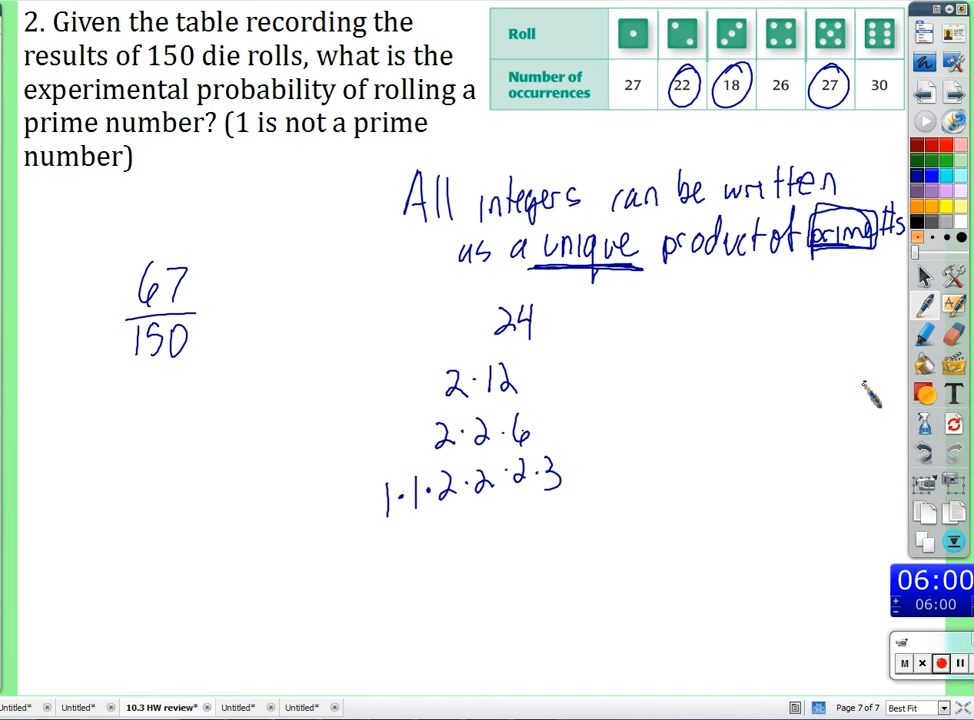 2. Given the table recording the
results of 150 die rolls, what is the
experimental probability of rolling a
prime number? (1 is not a prime
number)
Roll
Number of occurrences 27 22 18 26 27 30
All integers can be written
as a unique product of prime #s
67
150
24
2·12
2·2·6
1·1·2·2·2·3
T
06:00
06:00
M
Untitled* Untitled* 10.3 HW review* Untitled* Untitled* Page 7 of 7 Best Fit